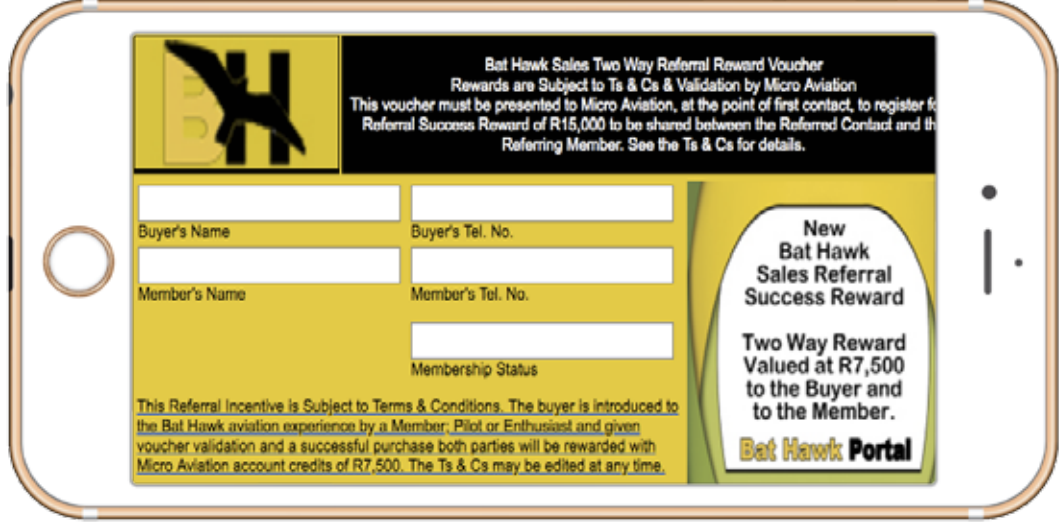 BH
Bat Hawk Sales Two Way Referral Reward Voucher
Rewards are Subject to Ts & Cs & Validation by Micro Aviation
This voucher must be presented to Micro Aviation, at the point of first contact, to register
Referral Success Reward of R15,000 to be shared between the Referred Contact and
Referring Member. See the Ts & Cs for details.
Buyer's Name
Buyer's Tel. No.
Member's Name
Member's Tel. No.
Membership Status
This Referral Incentive is Subject to Terms & Conditions. The buyer is introduced to
the Bat Hawk aviation experience by a Member; Pilot or Enthusiast and given
voucher validation and a successful purchase both parties will be rewarded with
Micro Aviation account credits of R7,500. The Ts & Cs may be edited at any time.
New
Bat Hawk
Sales Referral
Success Reward
Two Way Reward
Valued at R7,500
to the Buyer and
to the Member.
Bat Hawk Portal